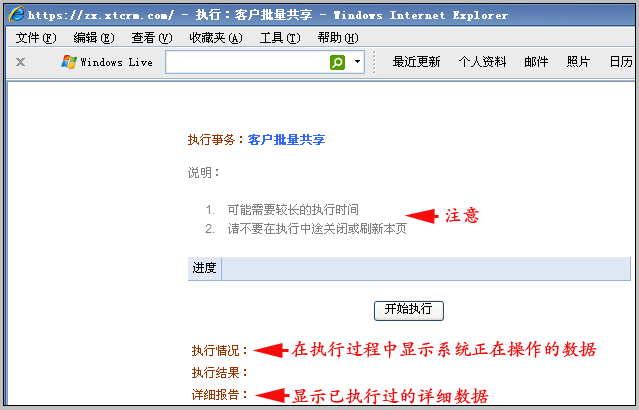 https://zx.xtcrm.com/ - 执行：客户批量共享 - Windows Internet Explorer
文件(F) 编辑(E) 查看(V) 收藏夹(A) 工具(T) 帮助(H)
Windows Live 最近更新 个人资料 邮件 照片 日历
执行事务：客户批量共享
说明：
1. 可能需要较长的执行时间
注意
2. 请不要在执行中途关闭或刷新本页
进度
开始执行
执行情况： 在执行过程中显示系统正在操作的数据
执行结果：
详细报告： 显示已执行过的详细数据